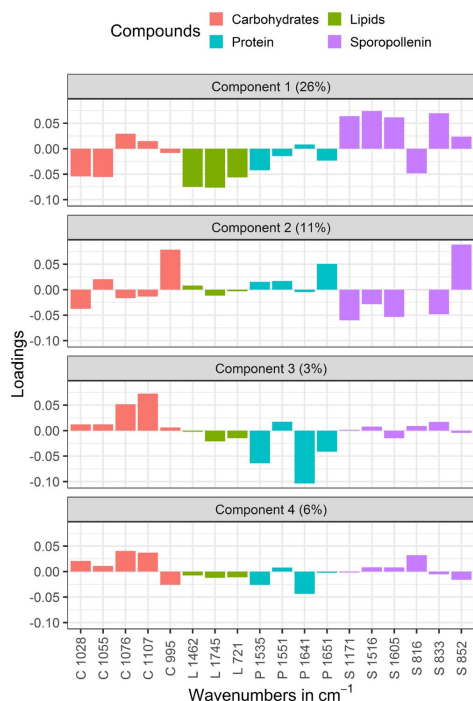 Compounds
Carbohydrates
Lipids
Protein
Sporopollenin
Component 1 (26%)
0.05
0.00
-0.05
-0.10
Component 2 (11%)
0.05
0.00
-0.05
-0.10
Component 3 (3%)
0.05
0.00
-0.05
-0.10
Component 4 (6%)
0.05
0.00
-0.05
-0.10
Loadings
C 1028
C 1055
C 1076
C 1107
C 995
L 1462
L 1745
L 721
P 1535
P 1551
P 1641
P 1651
S 1171
S 1516
S 1605
S 816
S 833
S 852
Wavenumbers in cm⁻¹